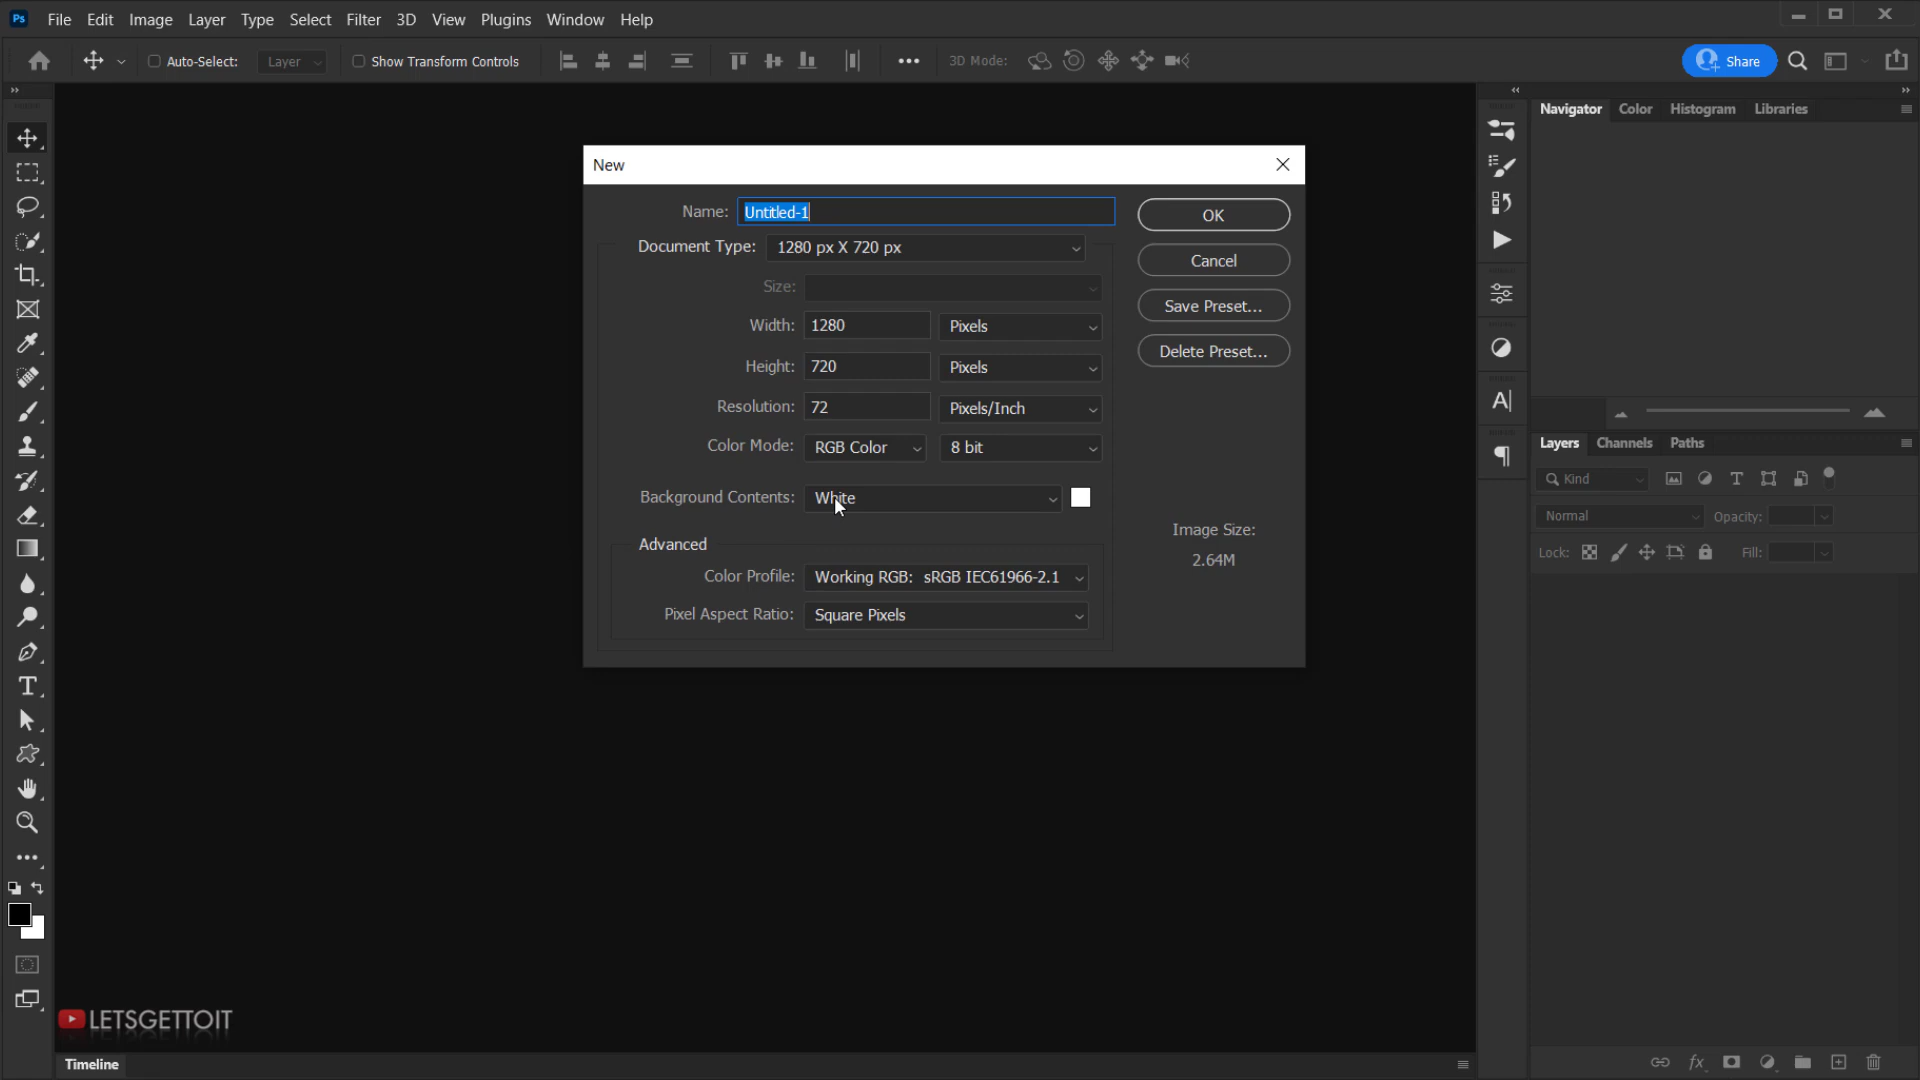 Ps File Edit Image Layer Type Select Filter 3D View Plugins Window Help
Auto-Select: Layer Show Transform Controls 3D Mode: Share
Navigator Color Histogram Libraries
New
Name: Untitled-1 OK
Document Type: 1280 px X 720 px
Cancel
Size:
Save Preset...
Width: 1280 Pixels
Delete Preset...
Height: 720 Pixels
Resolution: 72 Pixels/Inch
Color Mode: RGB Color 8 bit
Background Contents: White
Image Size:
2.64M
Advanced
Color Profile: Working RGB: sRGB IEC61966-2.1
Pixel Aspect Ratio: Square Pixels
Layers Channels Paths
Kind
Normal Opacity:
Lock: Fill:
LETSGETTOIT
Timeline
fx